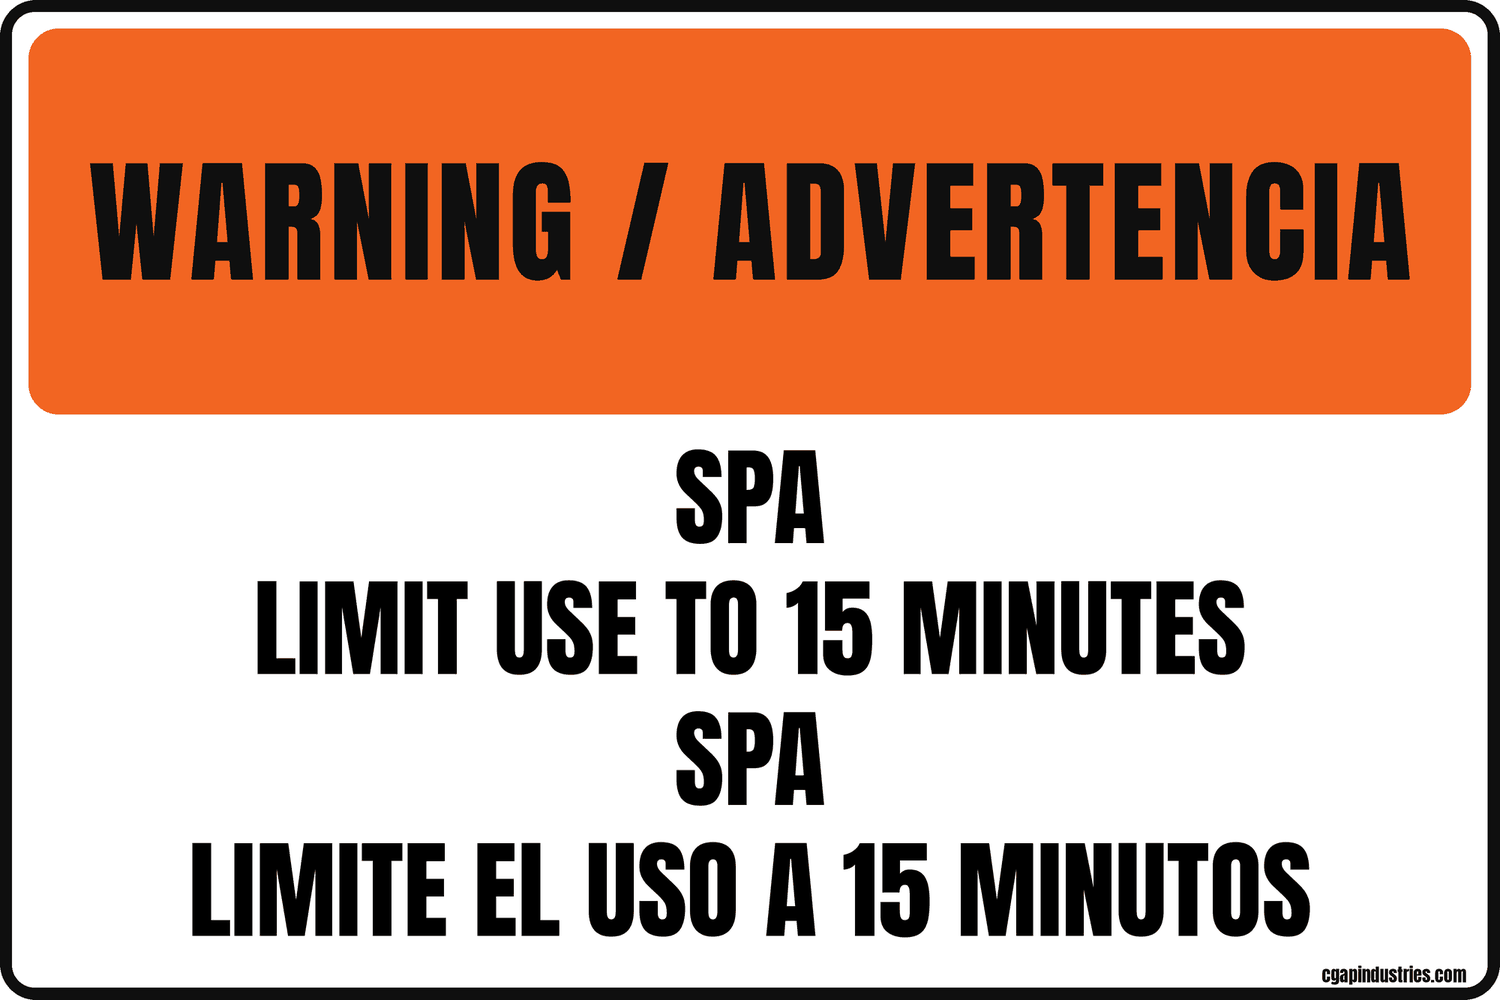 WARNING / ADVERTENCIA
SPA
LIMIT USE TO 15 MINUTES
SPA
LIMITE EL USO A 15 MINUTOS
cgapindustries.com